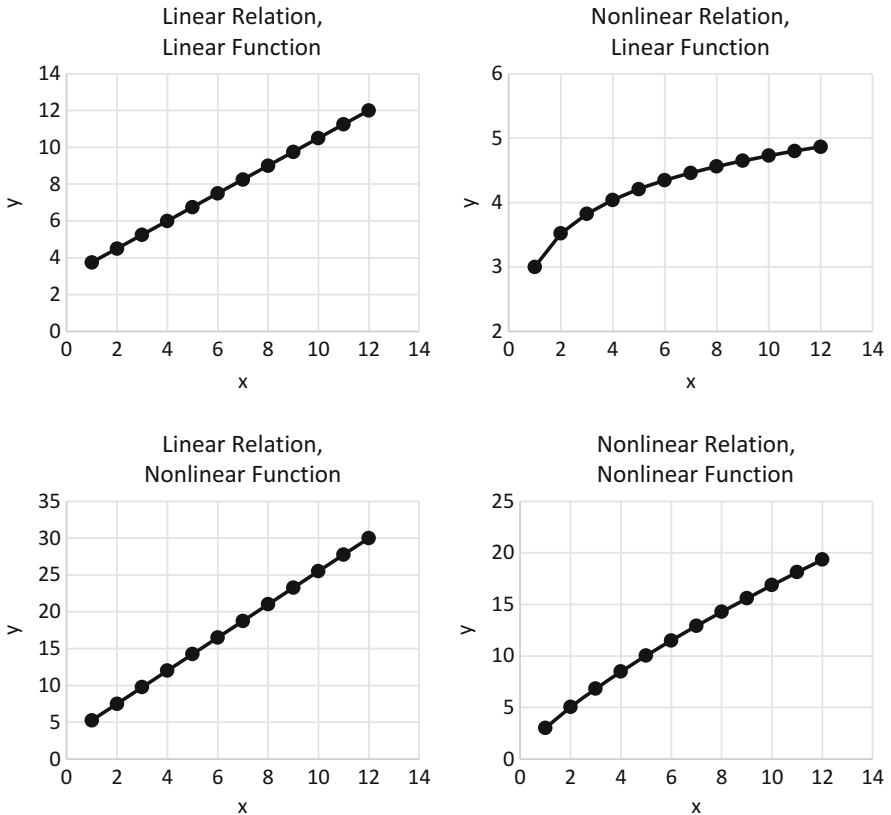 Linear Relation,
Linear Function
14
12
10
8
6
4
2
0
y
0 2 4 6 8 10 12 14
x
Nonlinear Relation,
Linear Function
6
5
4
3
2
y
0 2 4 6 8 10 12 14
x
Linear Relation,
Nonlinear Function
35
30
25
20
15
10
5
0
y
0 2 4 6 8 10 12 14
x
Nonlinear Relation,
Nonlinear Function
25
20
15
10
5
0
y
0 2 4 6 8 10 12 14
x